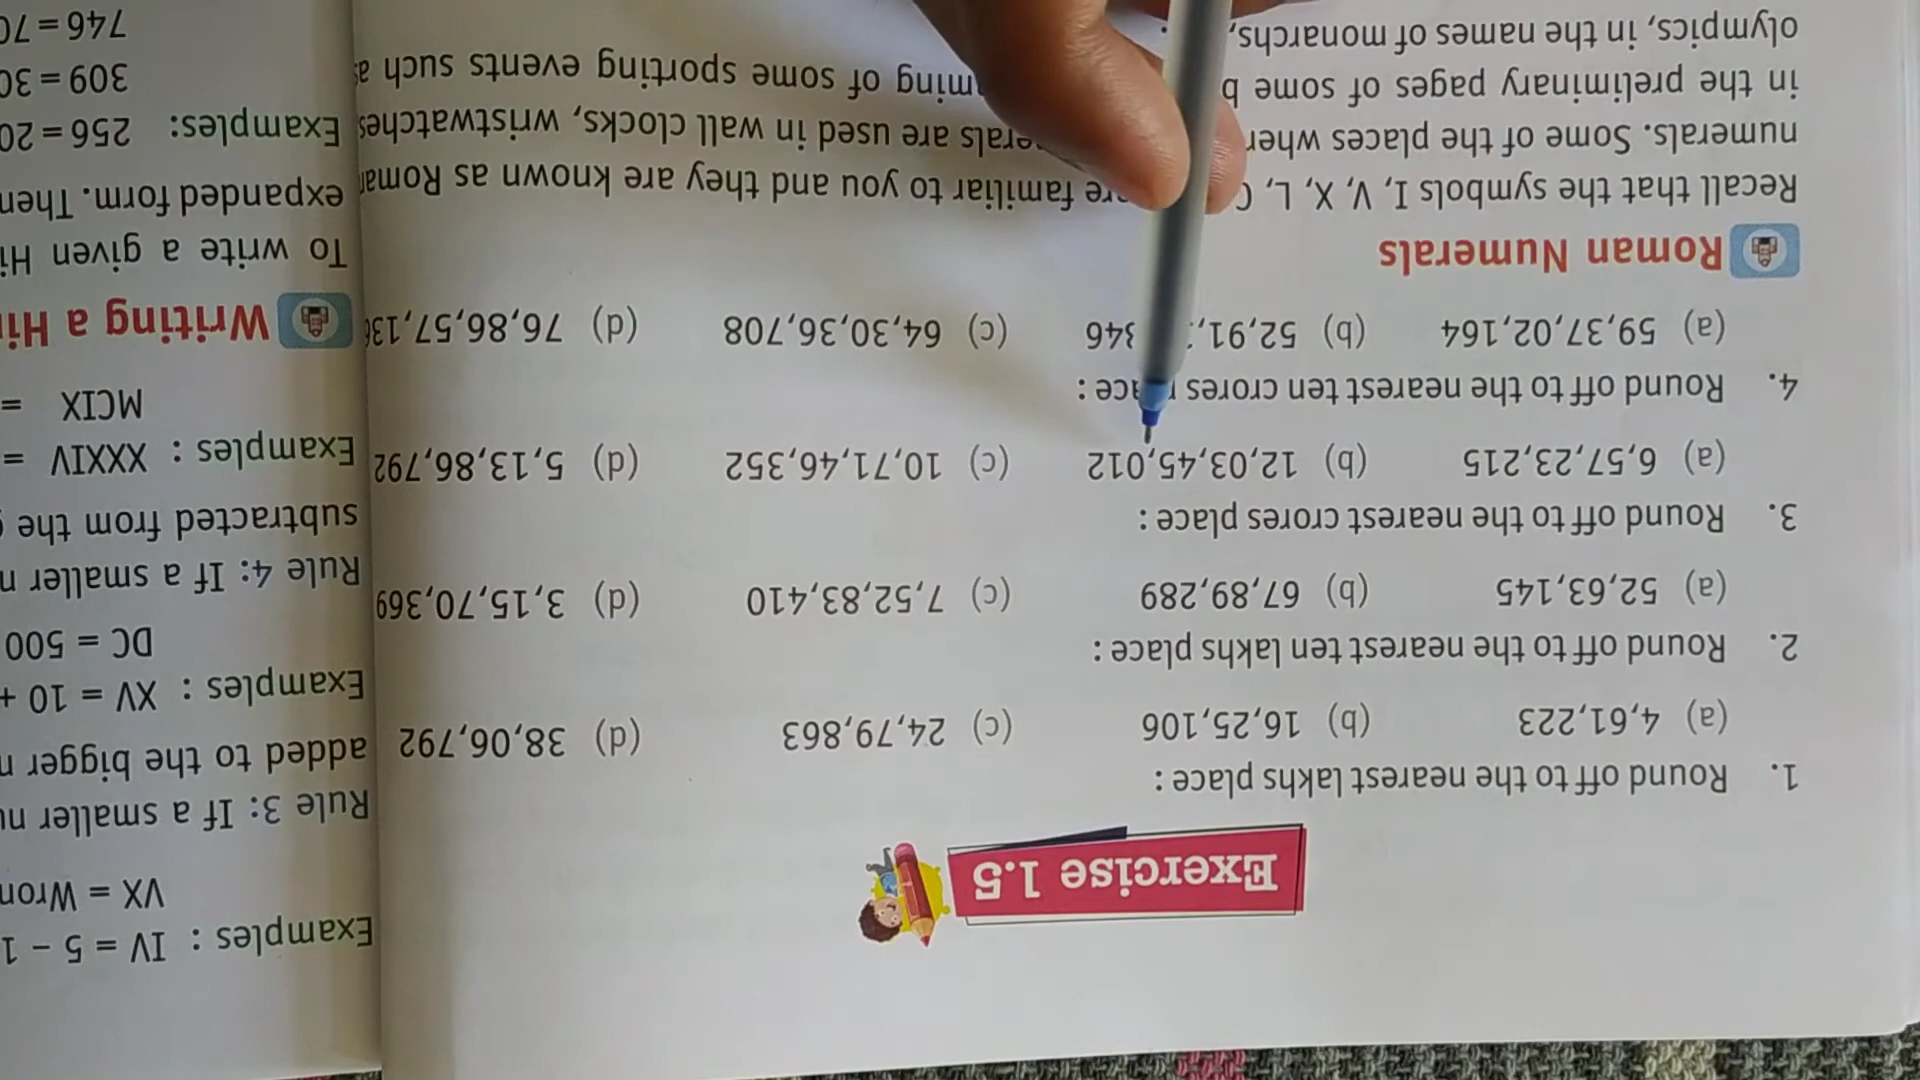 Exercise 1.5
1. Round off to the nearest lakhs place :
(a) 4,61,223 (b) 16,25,106 (c) 24,79,863 (d) 38,06,792
2. Round off to the nearest ten lakhs place :
(a) 52,63,145 (b) 67,89,289 (c) 7,52,83,410 (d) 3,15,70,369
3. Round off to the nearest crores place :
(a) 6,57,23,215 (b) 12,03,45,012 (c) 10,71,46,352 (d) 5,13,86,792
4. Round off to the nearest ten crores :
(a) 59,37,02,164 (b) 52,91, 346 (c) 64,30,36,708 (d) 76,86,57,13
Roman Numerals
Recall that the symbols I, V, X, L, familiar to you and they are known as Roman
numerals. Some of the places are used in wall clocks, wristwatches
in the preliminary pages of some of some sporting events such
olympics, in the names of monarchs,
Examples : IV = 5 − 1
VX = Wron
Rule 3: If a smaller
added to the bigger
Examples : XV = 10 +
DC = 500
Rule 4: If a smaller
subtracted from the
Examples : XXXIV =
MCIX =
Writing a Hi
To write a given Hi
expanded form. Then
Examples: 256 = 20
309 = 30
746 = 70